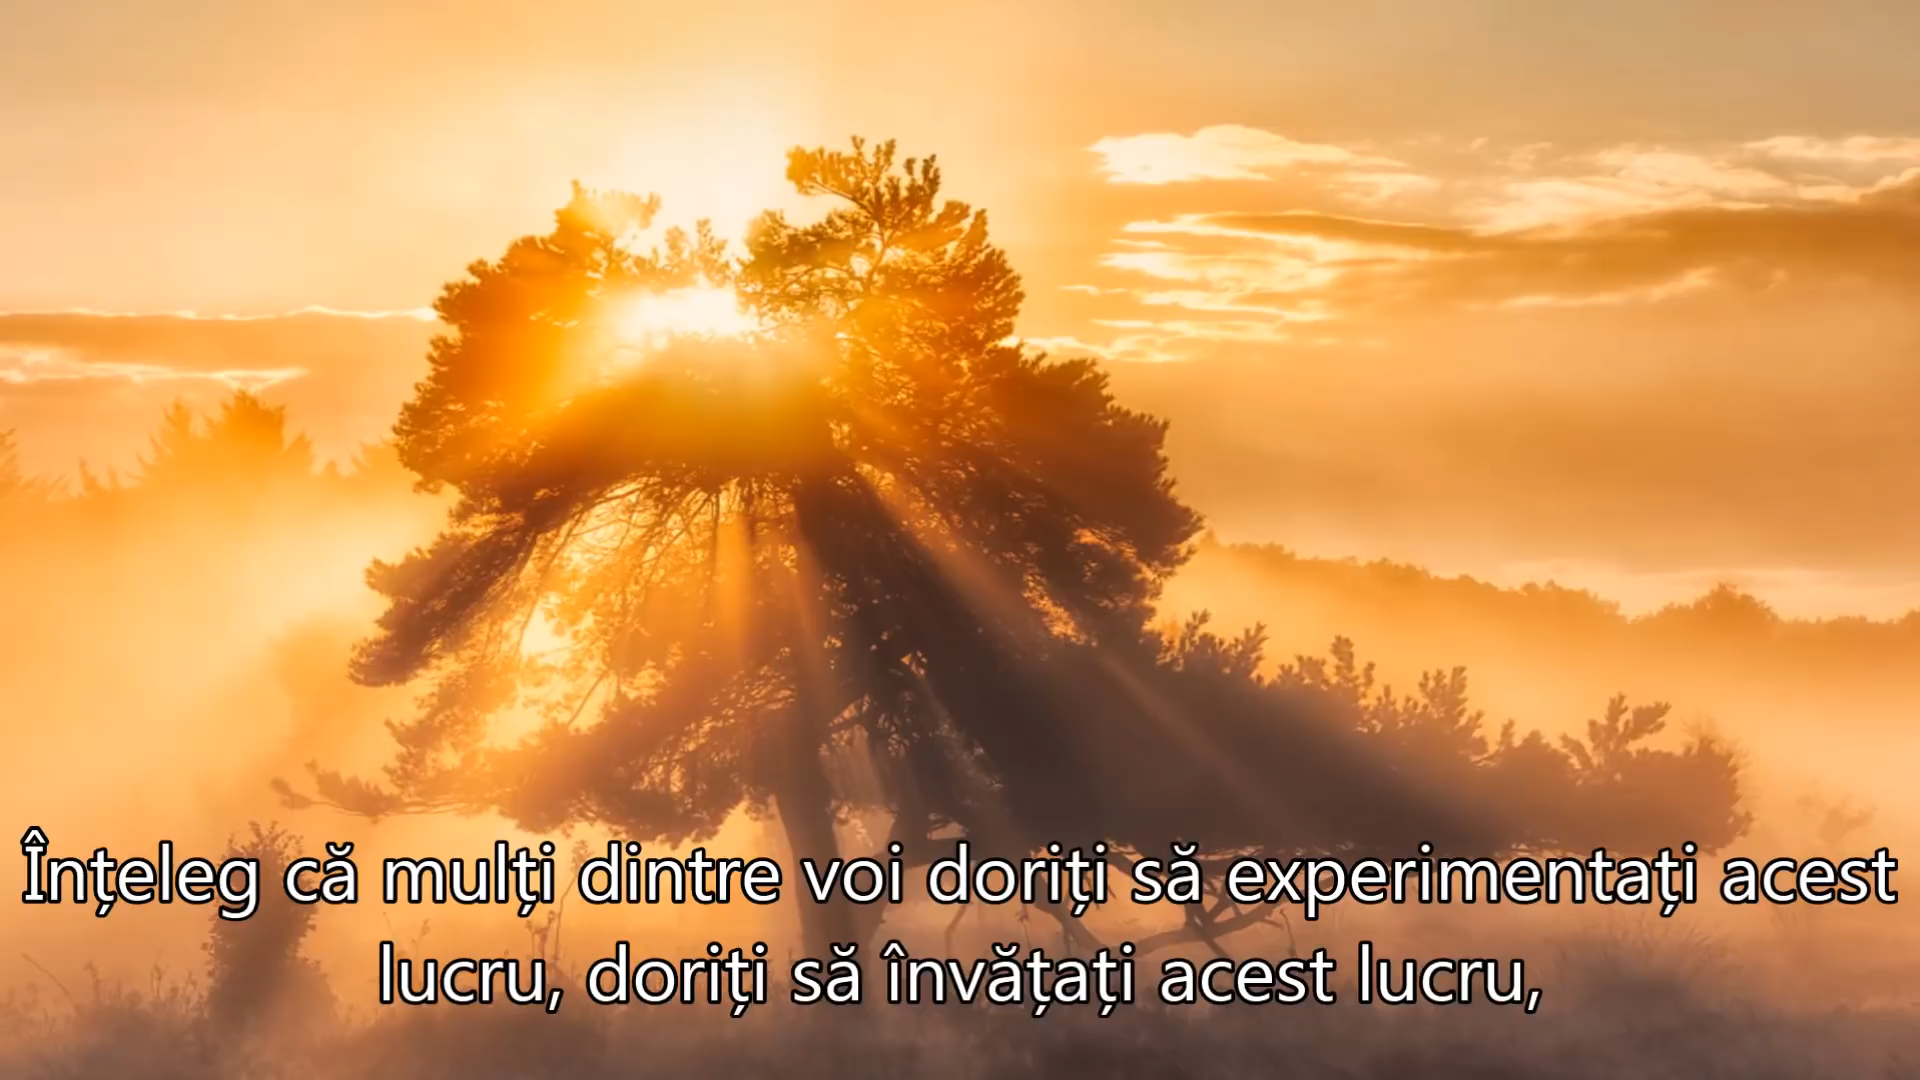 Înțeleg că mulți dintre voi doriți să experimentați acest
lucru, doriți să învățați acest lucru,